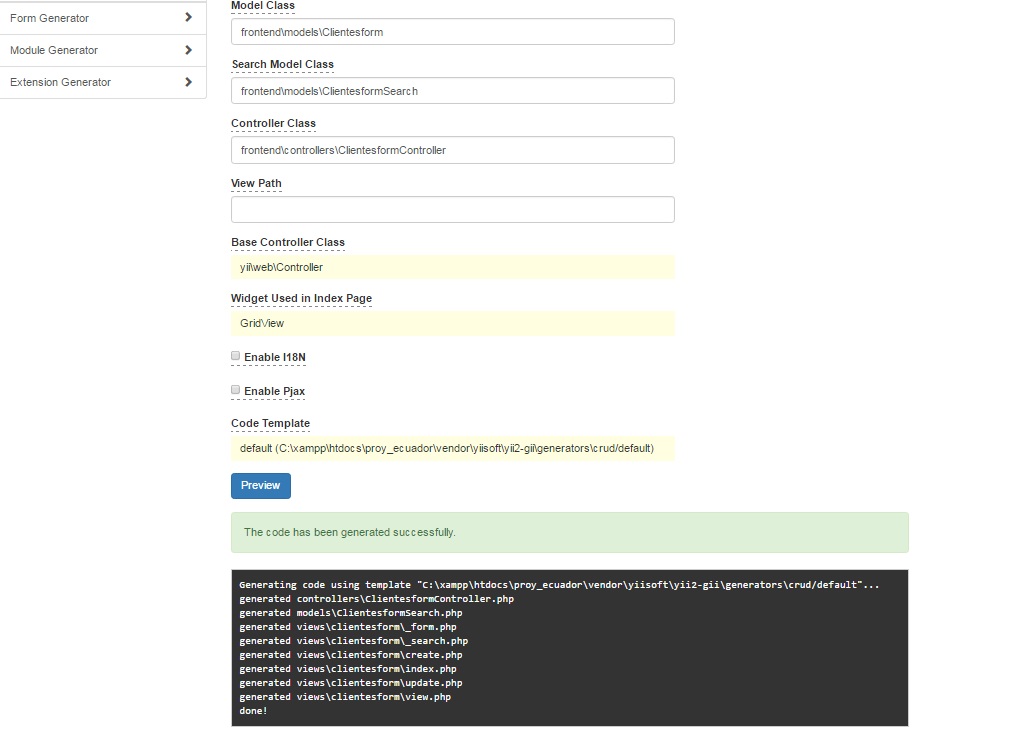 Form Generator
Module Generator
Extension Generator
Model Class
frontend\models\Clientesform
Search Model Class
frontend\models\ClientesformSearch
Controller Class
frontend\controllers\ClientesformController
View Path
Base Controller Class
yii\web\Controller
Widget Used in Index Page
GridView
Enable I18N
Enable Pjax
Code Template
default (C:\xampp\htdocs\proy_ecuador\vendor\yiisoft\yii2-gii\generators\crud/default)
Preview
The code has been generated successfully.
Generating code using template "C:\xampp\htdocs\proy_ecuador\vendor\yiisoft\yii2-gii\generators\crud/default"...
generated controllers\ClientesformController.php
generated models\ClientesformSearch.php
generated views\clientesform\_form.php
generated views\clientesform\_search.php
generated views\clientesform\create.php
generated views\clientesform\index.php
generated views\clientesform\update.php
generated views\clientesform\view.php
done!